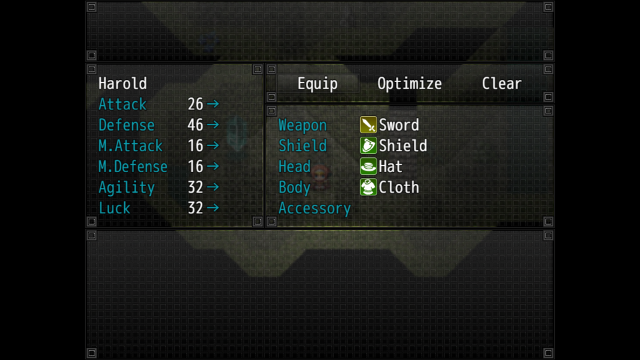 Harold
Attack 26→
Defense 46→
M.Attack 16→
M.Defense 16→
Agility 32→
Luck 32→
Equip Optimize Clear
Weapon Sword
Shield Shield
Head Hat
Body Cloth
Accessory